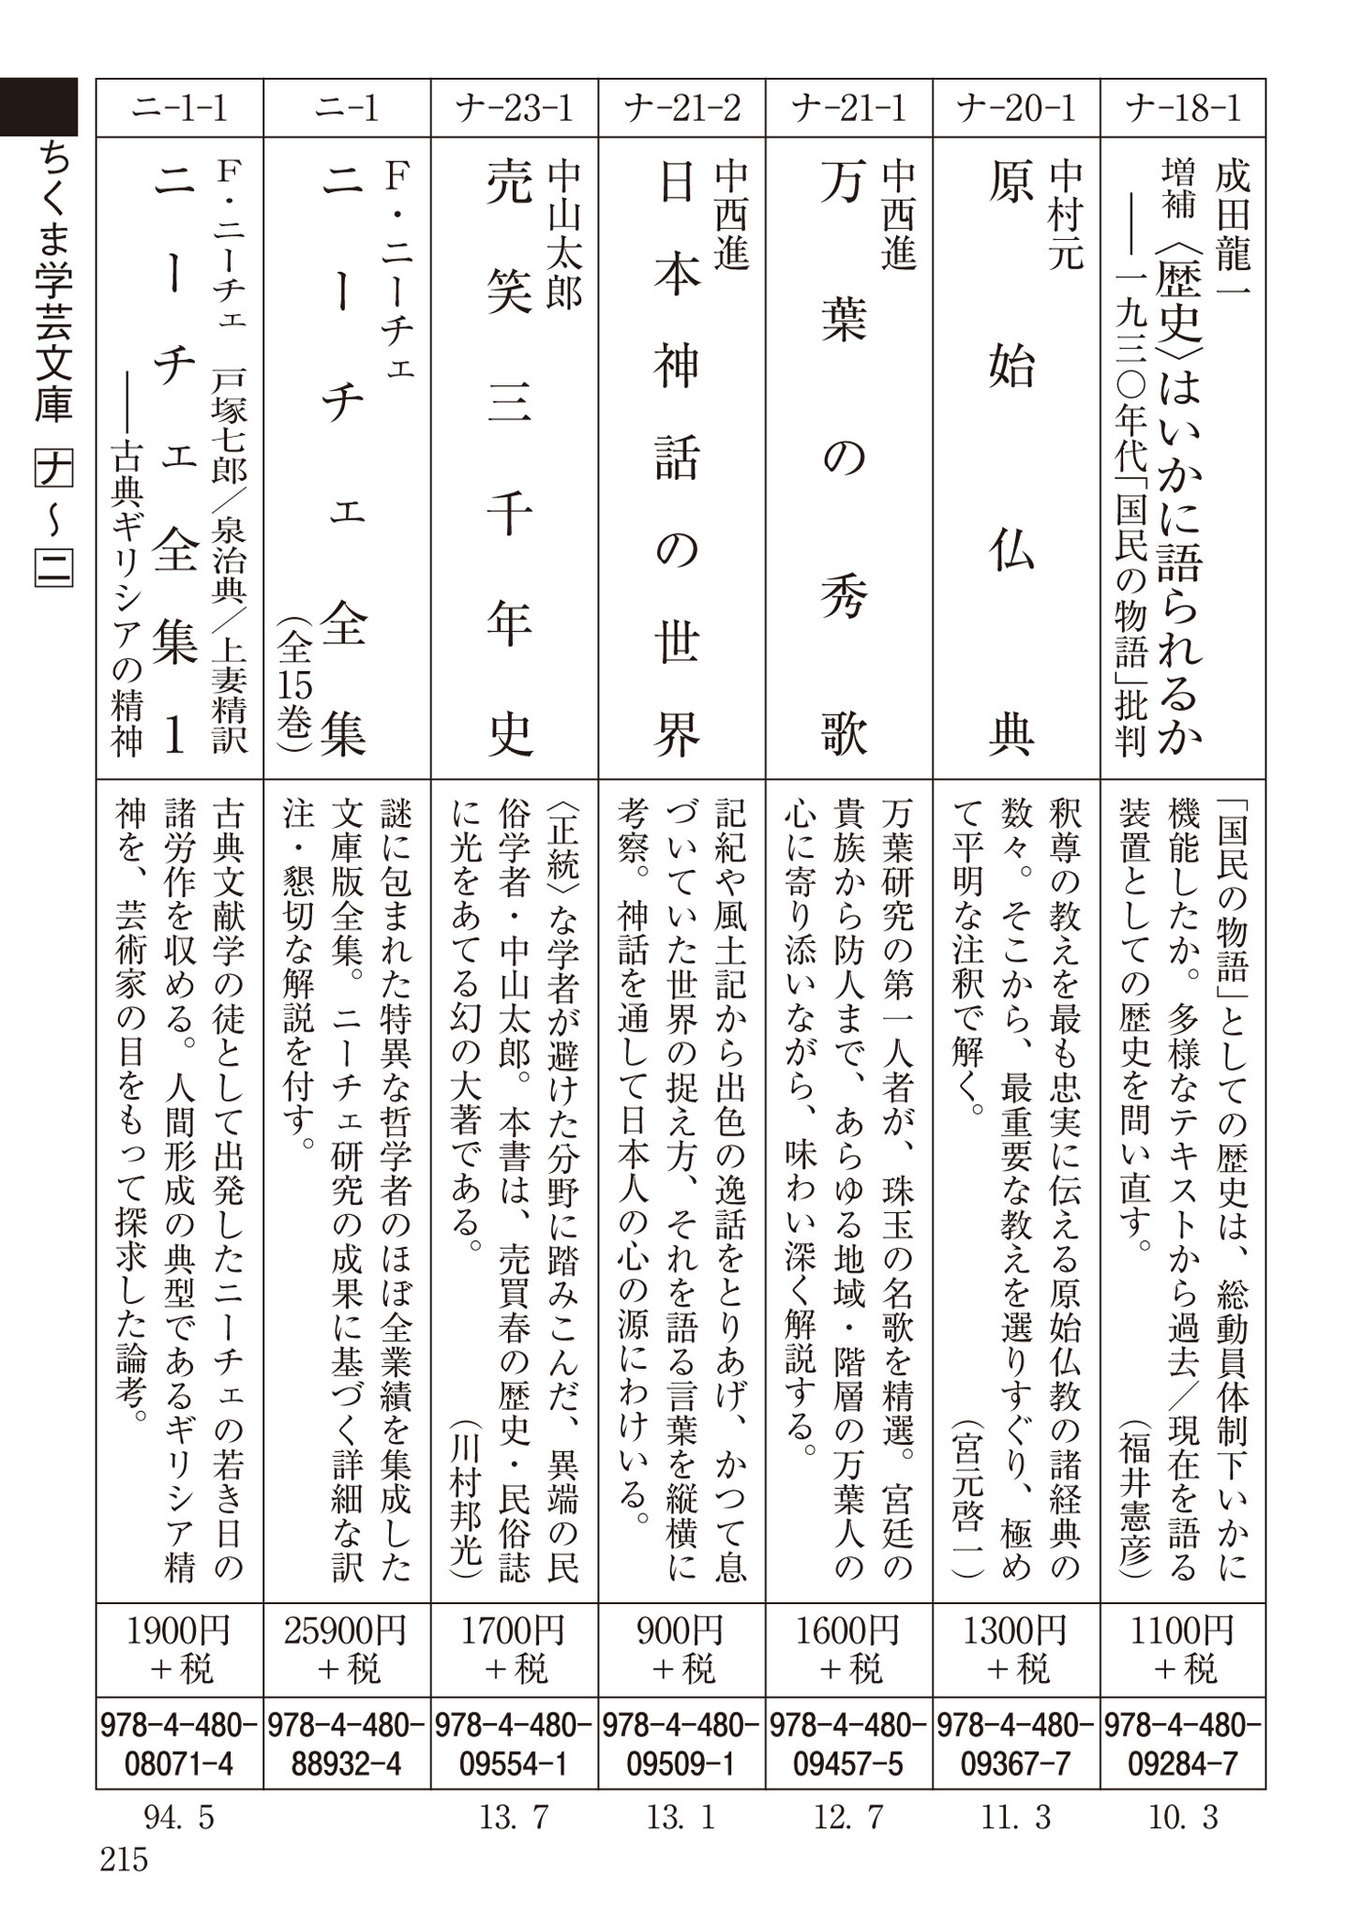 ちくま学芸文庫 ナ～ニ
ナ-18-1
成田龍一
増補 〈歴史〉はいかに語られるか
――一九三〇年代「国民の物語」批判
「国民の物語」としての歴史は、総動員体制下いかに
機能したか。多様なテキストから過去／現在を語る
装置としての歴史を問い直す。（福井憲彦）
1100円
＋税
978-4-480-
09284-7
10. 3
ナ-20-1
中村元
原始仏典
釈尊の教えを最も忠実に伝える原始仏教の諸経典の
数々。そこから、最重要な教えを選りすぐり、極め
て平明な注釈で解く。（宮元啓一）
1300円
＋税
978-4-480-
09367-7
11. 3
ナ-21-1
中西進
万葉の秀歌
万葉研究の第一人者が、珠玉の名歌を精選。宮廷の
貴族から防人まで、あらゆる地域・階層の万葉人の
心に寄り添いながら、味わい深く解説する。
1600円
＋税
978-4-480-
09457-5
12. 7
ナ-21-2
中西進
日本神話の世界
記紀や風土記から出色の逸話をとりあげ、かつて息
づいていた世界の捉え方、それを語る言葉を縦横に
考察。神話を通して日本人の心の源にわけいる。
900円
＋税
978-4-480-
09509-1
13. 1
ナ-23-1
中山太郎
売笑三千年史
〈正統〉な学者が避けた分野に踏みこんだ、異端の民
俗学者・中山太郎。本書は、売買春の歴史・民俗誌
に光をあてる幻の大著である。（川村邦光）
1700円
＋税
978-4-480-
09554-1
13. 7
ニ-1
F・ニーチェ
ニーチェ全集
（全15巻）
謎に包まれた特異な哲学者のほぼ全業績を集成した
文庫版全集。ニーチェ研究の成果に基づく詳細な訳
注・懇切な解説を付す。
25900円
＋税
978-4-480-
88932-4
ニ-1-1
F・ニーチェ 戸塚七郎／泉治典／上妻精訳
ニーチェ全集1
――古典ギリシアの精神
古典文献学の徒として出発したニーチェの若き日の
諸労作を収める。人間形成の典型であるギリシア精
神を、芸術家の目をもって探求した論考。
1900円
＋税
978-4-480-
08071-4
94. 5
215